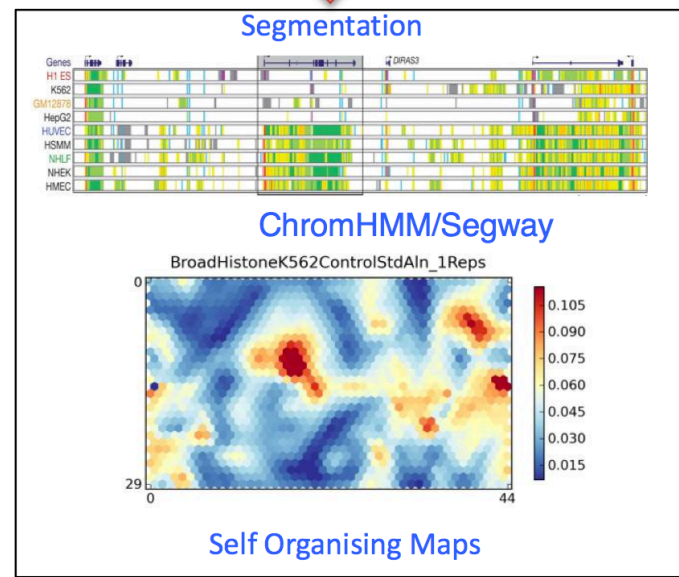 Segmentation
Genes
DIRAS3
H1 ES
K562
GM12878
HepG2
HUVEC
HSMM
NHLF
NHEK
HMEC
ChromHMM/Segway
BroadHistoneK562ControlStdAln_1Reps
0
0.105
0.090
0.075
0.060
0.045
0.030
0.015
29
0
44
Self Organising Maps